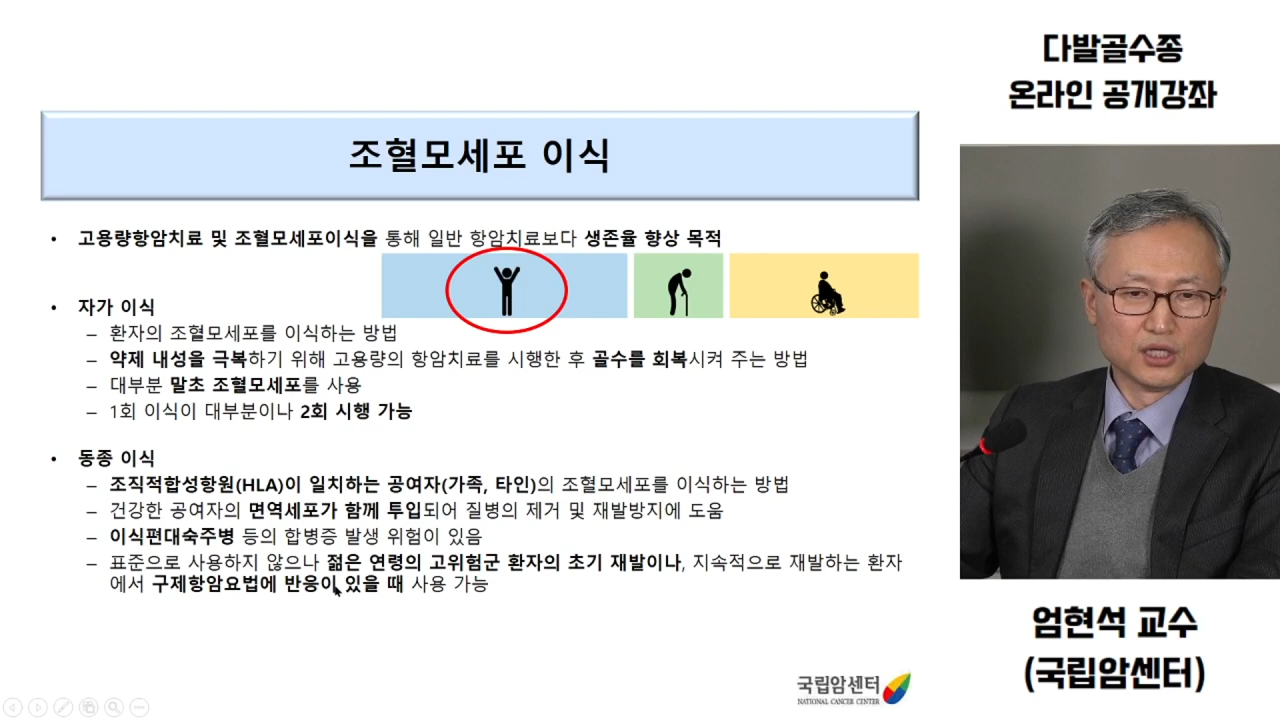 다발골수종
온라인 공개강좌
조혈모세포 이식
• 고용량항암치료 및 조혈모세포이식을 통해 일반 항암치료보다 생존율 향상 목적
• 자가 이식
– 환자의 조혈모세포를 이식하는 방법
– 약제 내성을 극복하기 위해 고용량의 항암치료를 시행한 후 골수를 회복시켜 주는 방법
– 대부분 말초 조혈모세포를 사용
– 1회 이식이 대부분이나 2회 시행 가능
• 동종 이식
– 조직적합성항원(HLA)이 일치하는 공여자(가족, 타인)의 조혈모세포를 이식하는 방법
– 건강한 공여자의 면역세포가 함께 투입되어 질병의 제거 및 재발방지에 도움
– 이식편대숙주병 등의 합병증 발생 위험이 있음
– 표준으로 사용하지 않으나 젊은 연령의 고위험군 환자의 초기 재발이나, 지속적으로 재발하는 환자
에서 구제항암요법에 반응이 있을 때 사용 가능
엄현석 교수
(국립암센터)
국립암센터
NATIONAL CANCER CENTER